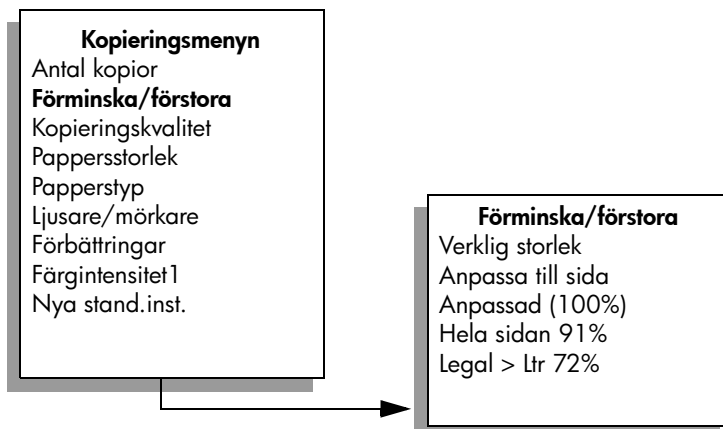 Kopieringsmenyn
Antal kopior
Förminska/förstora
Kopieringskvalitet
Pappersstorlek
Papperstyp
Ljusare/mörkare
Förbättringar
Färgintensitet1
Nya stand.inst.
Förminska/förstora
Verklig storlek
Anpassa till sida
Anpassad (100%)
Hela sidan 91%
Legal > Ltr 72%